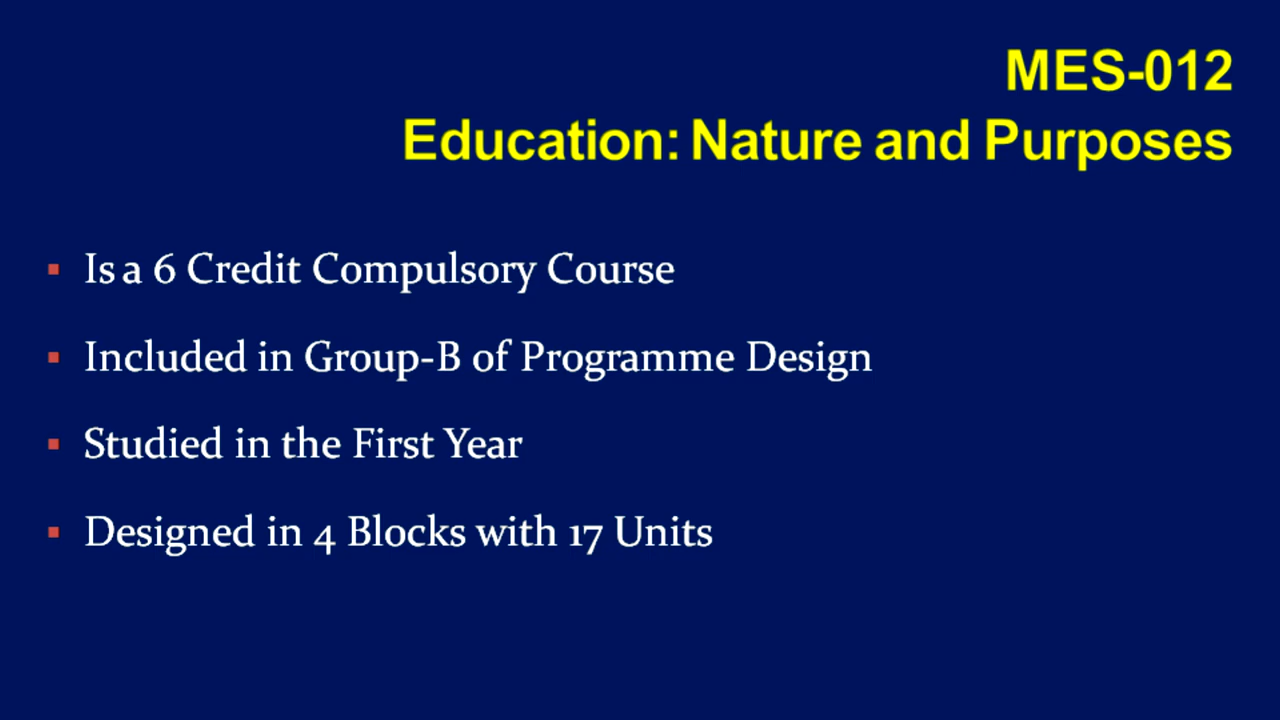 MES-012
Education: Nature and Purposes
Is a 6 Credit Compulsory Course
Included in Group-B of Programme Design
Studied in the First Year
Designed in 4 Blocks with 17 Units